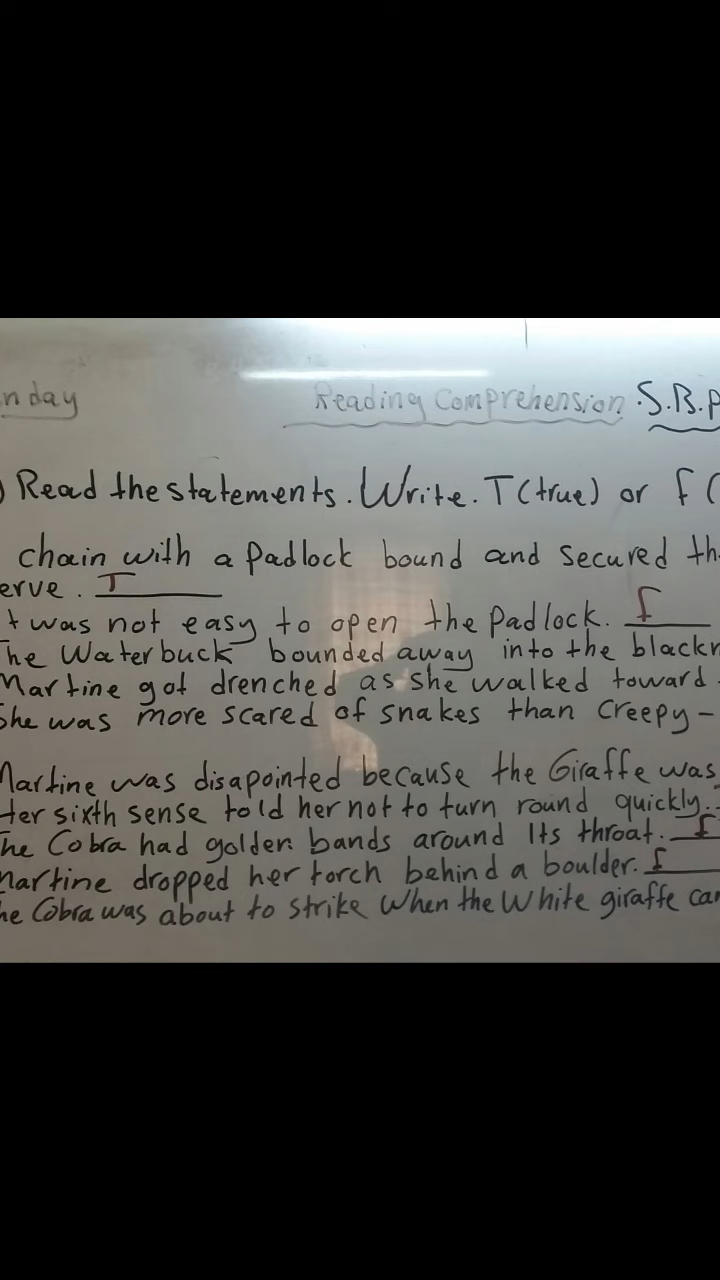 nday Reading Comprehension S.B.P
) Read the statements. Write. T(true) or f (
chain with a padlock bound and secured th
erve. T
t was not easy to open the padlock. f
The Waterbuck bounded away into the blackn
Martine got drenched as she walked toward
She was more scared of snakes than creepy-
Martine was disapointed because the Giraffe was
Her sixth sense told her not to turn round quickly.
The Cobra had golden bands around Its throat. f
Martine dropped her torch behind a boulder. f
he Cobra was about to strike when the White giraffe ca